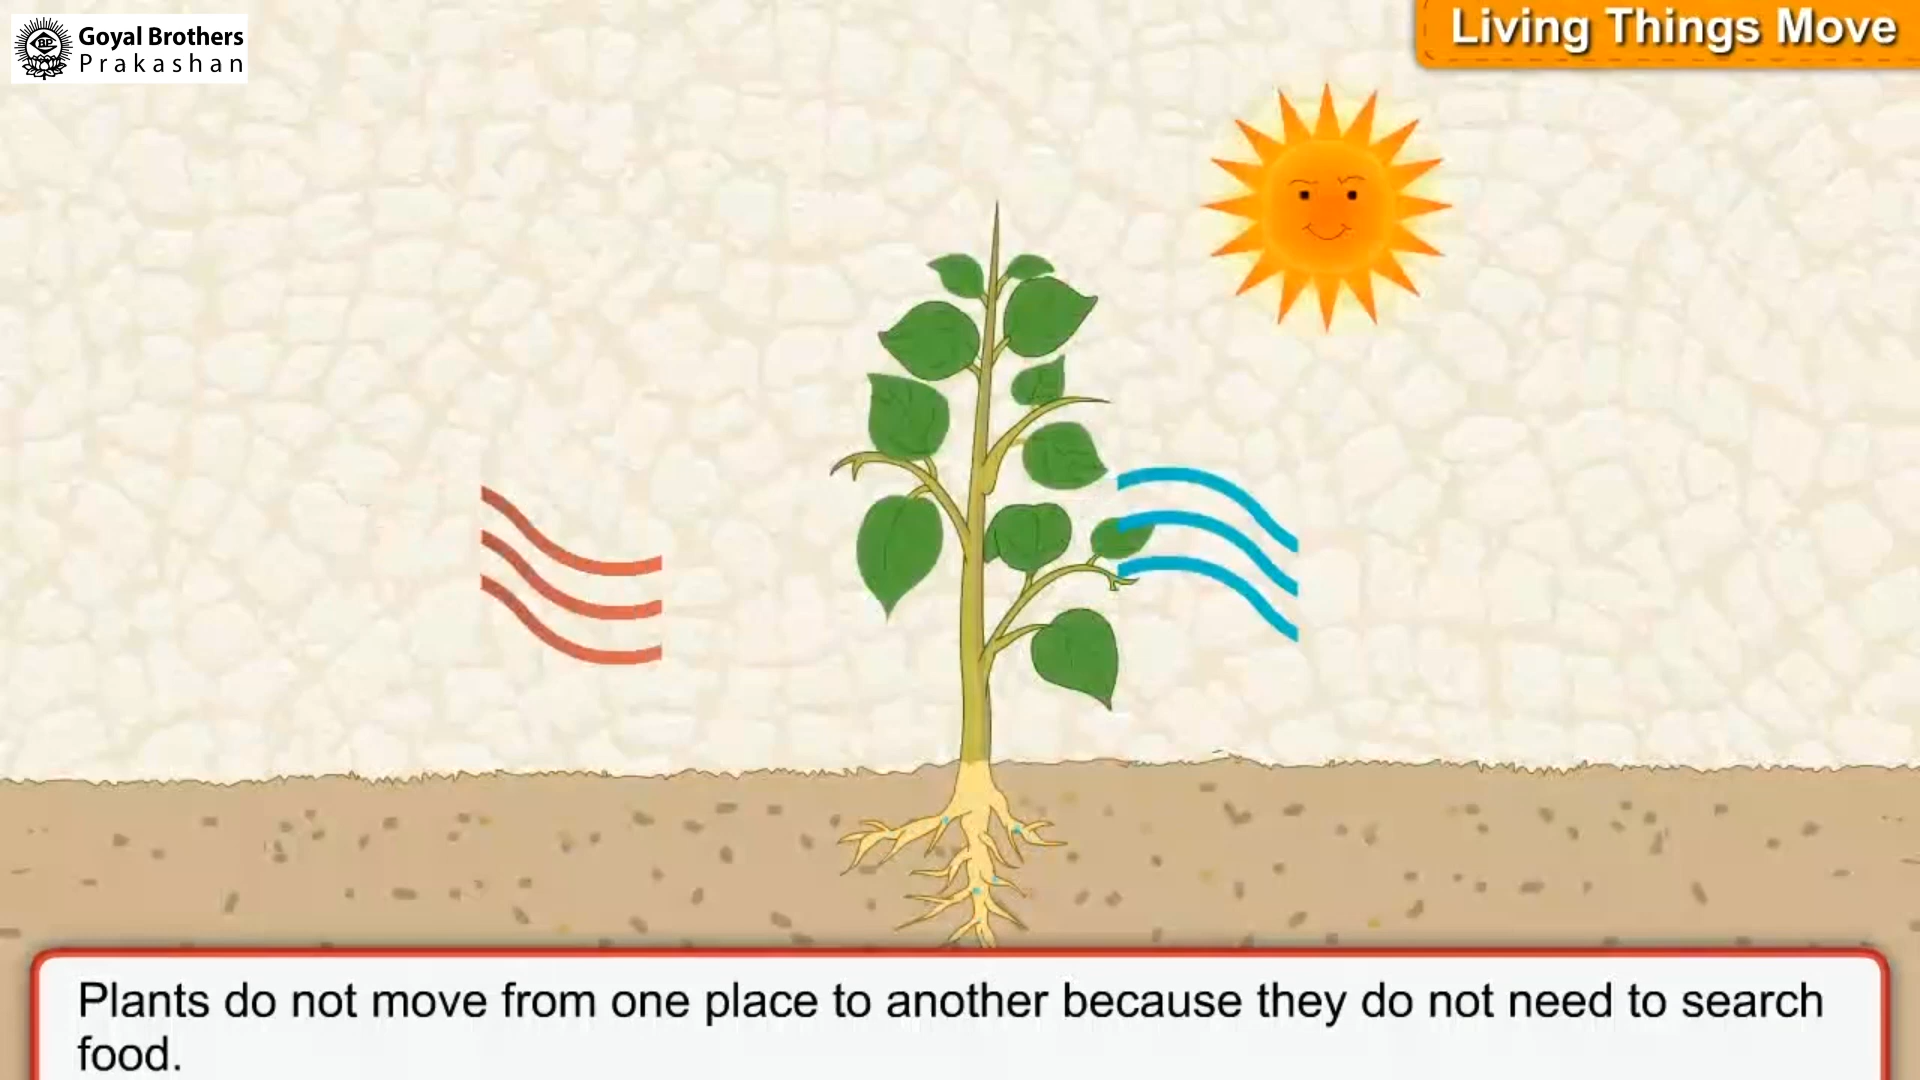 Goyal Brothers
Prakashan
Living Things Move
Plants do not move from one place to another because they do not need to search
food.